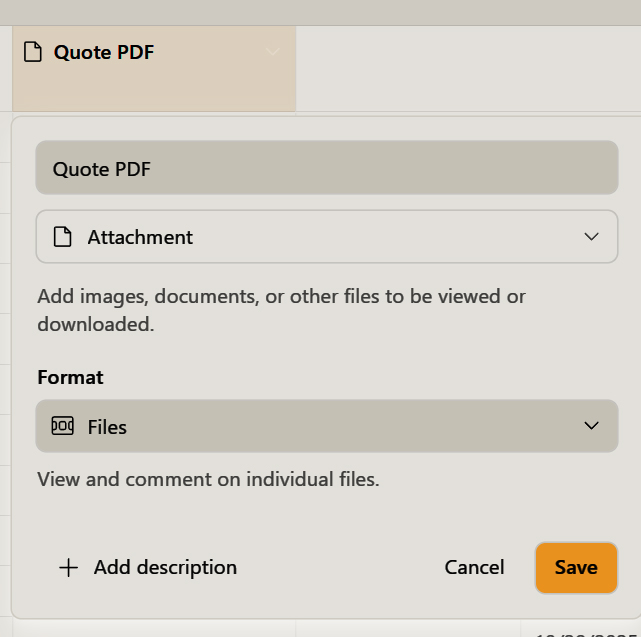 Quote PDF
Quote PDF
Attachment
Add images, documents, or other files to be viewed or
downloaded.
Format
Files
View and comment on individual files.
Add description
Cancel
Save